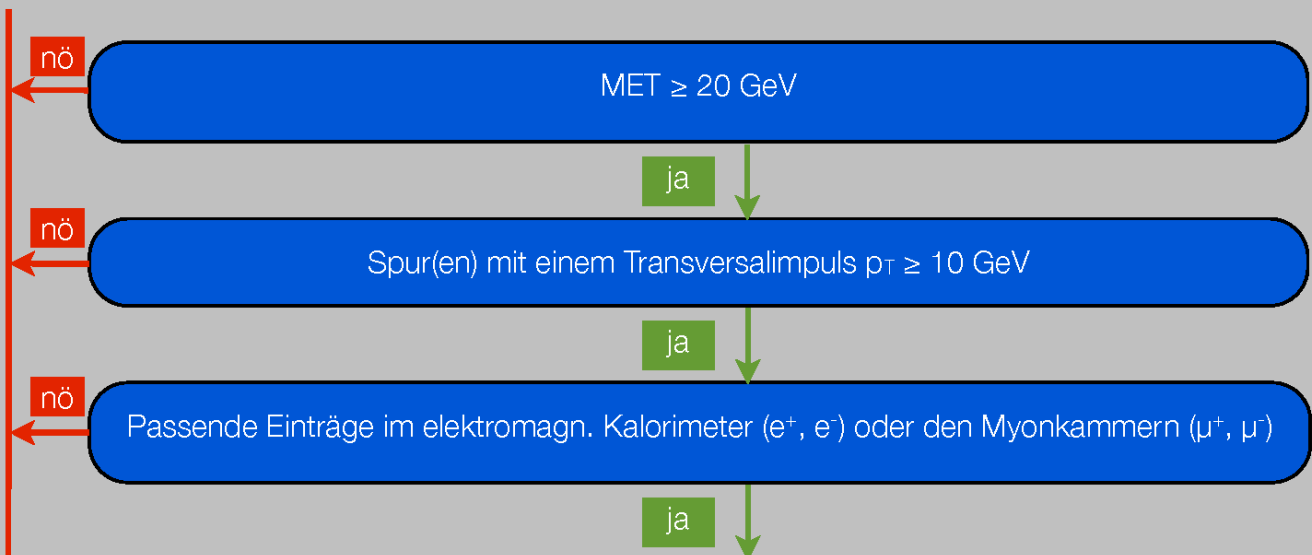 nö
MET ≥ 20 GeV
ja
nö
Spur(en) mit einem Transversalimpuls pT ≥ 10 GeV
ja
nö
Passende Einträge im elektromagn. Kalorimeter (e⁺, e⁻) oder den Myonkammern (μ⁺, μ⁻)
ja